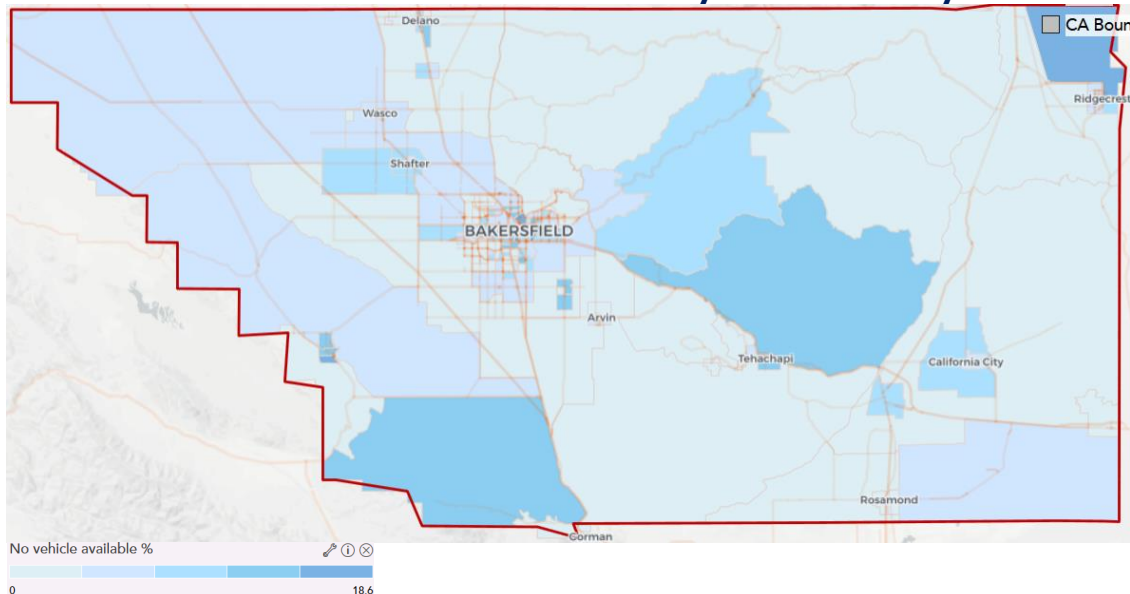 Delano
CA Boun
Ridgecrest
Wasco
Shafter
BAKERSFIELD
Arvin
Tehachapi
California City
Rosamond
Gorman
No vehicle available %
0
18.6